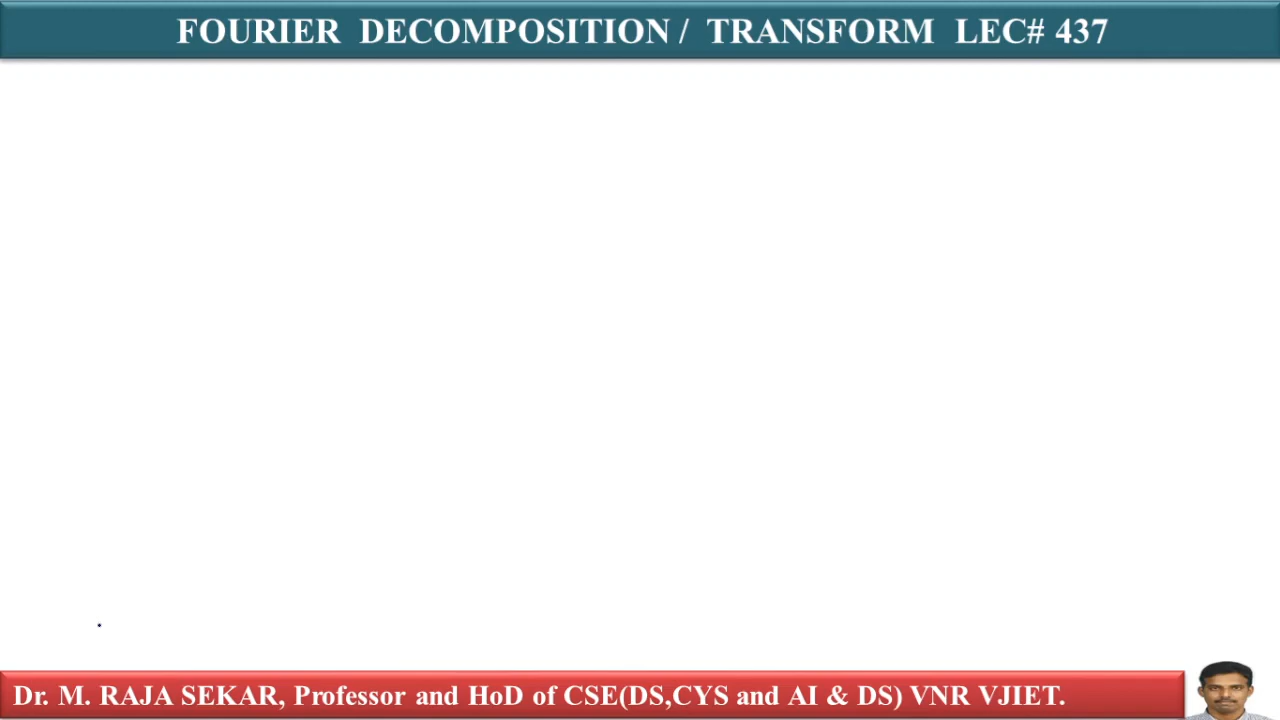 FOURIER DECOMPOSITION / TRANSFORM LEC# 437
Dr. M. RAJA SEKAR, Professor and HoD of CSE(DS,CYS and AI & DS) VNR VJIET.